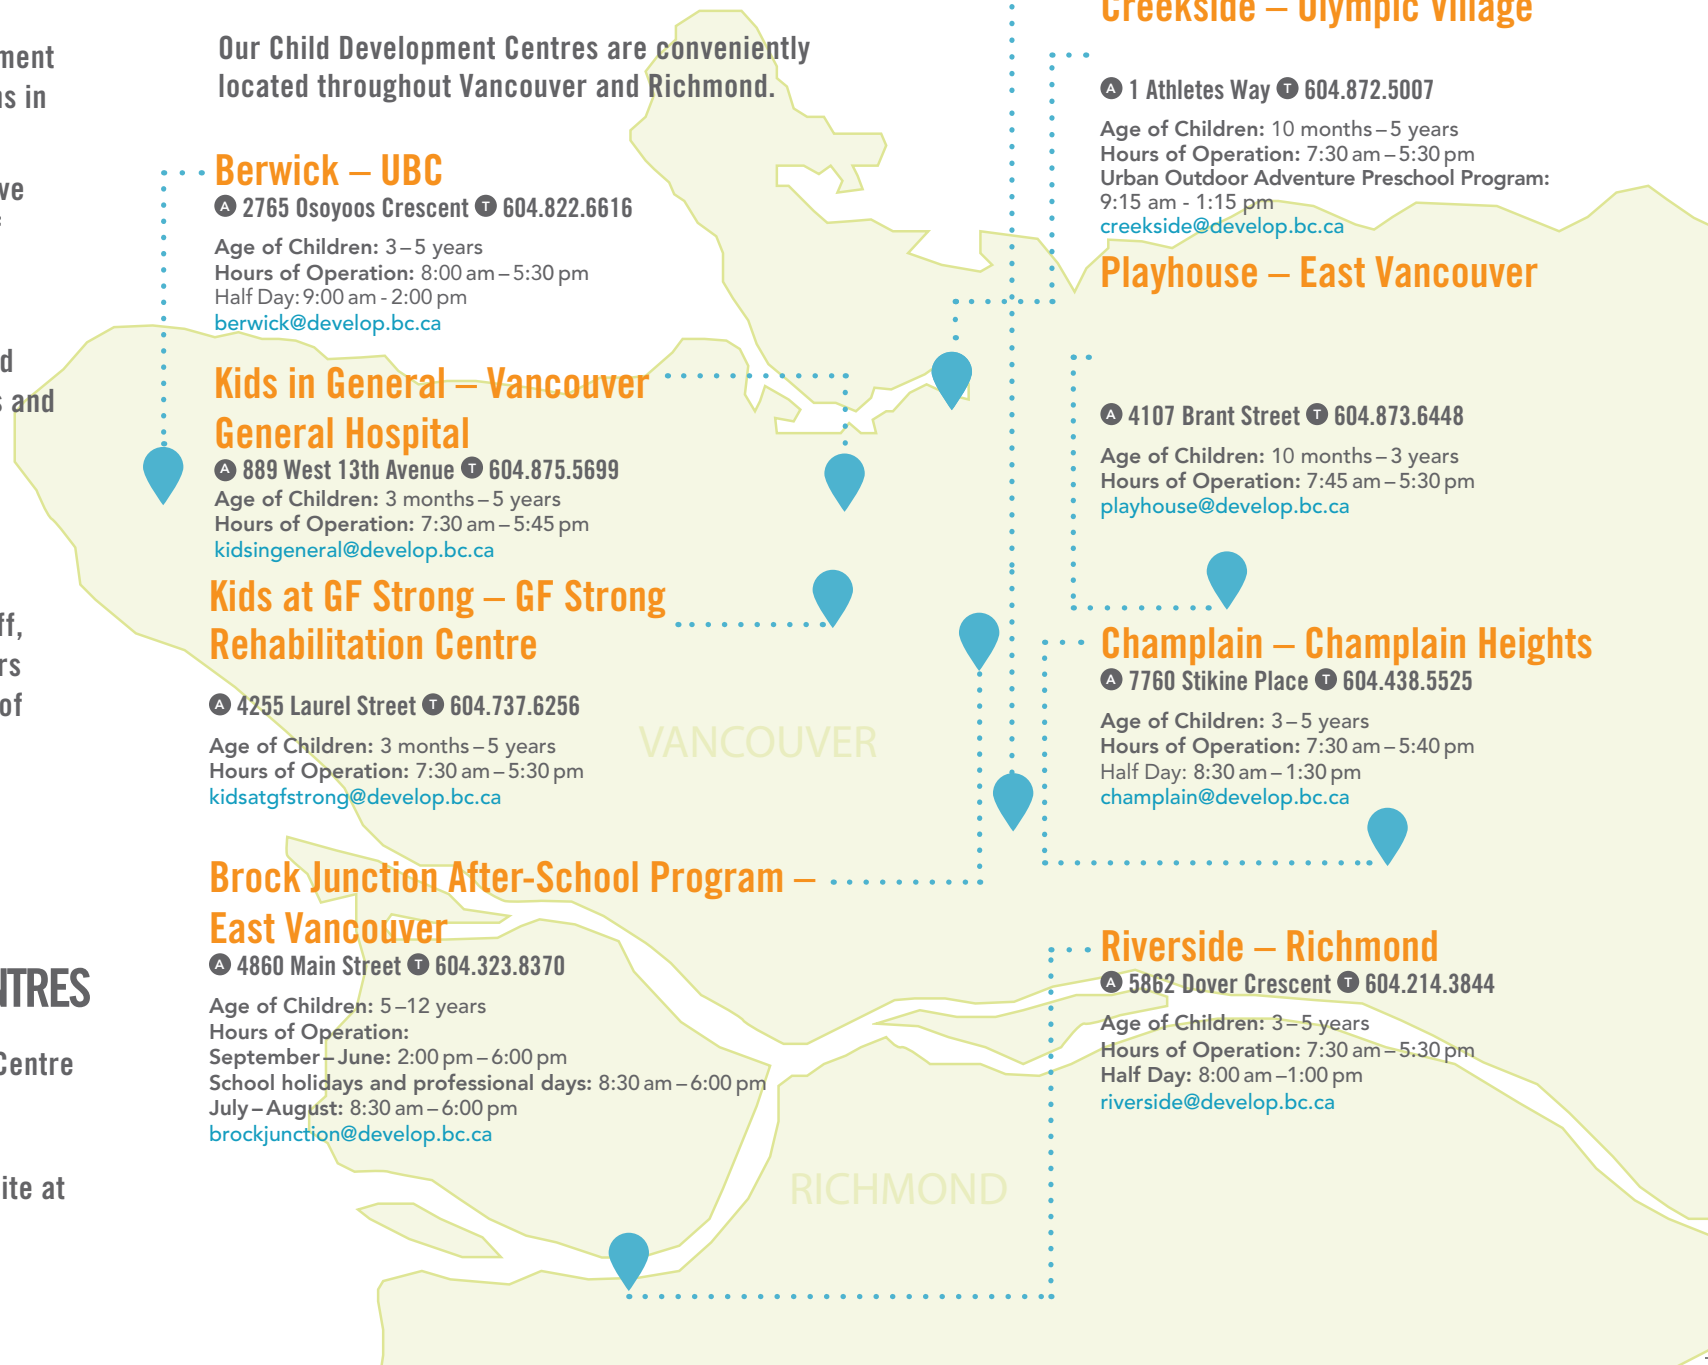 ment
ns in
ve
d
s and
ff,
rs
of
NTRES
Centre
ite at
Our Child Development Centres are conveniently
located throughout Vancouver and Richmond.
Berwick – UBC
A 2765 Osoyoos Crescent T 604.822.6616
Age of Children: 3–5 years
Hours of Operation: 8:00 am–5:30 pm
Half Day: 9:00 am - 2:00 pm
berwick@develop.bc.ca
Kids in General – Vancouver
General Hospital
A 889 West 13th Avenue T 604.875.5699
Age of Children: 3 months–5 years
Hours of Operation: 7:30 am–5:45 pm
kidsingeneral@develop.bc.ca
Kids at GF Strong – GF Strong
Rehabilitation Centre
A 4255 Laurel Street T 604.737.6256
Age of Children: 3 months–5 years
Hours of Operation: 7:30 am–5:30 pm
kidsatgfstrong@develop.bc.ca
Brock Junction After-School Program –
East Vancouver
A 4860 Main Street T 604.323.8370
Age of Children: 5–12 years
Hours of Operation:
September–June: 2:00 pm–6:00 pm
School holidays and professional days: 8:30 am–6:00 pm
July–August: 8:30 am–6:00 pm
brockjunction@develop.bc.ca
VANCOUVER
RICHMOND
Creekside – Olympic Village
A 1 Athletes Way T 604.872.5007
Age of Children: 10 months–5 years
Hours of Operation: 7:30 am–5:30 pm
Urban Outdoor Adventure Preschool Program:
9:15 am - 1:15 pm
creekside@develop.bc.ca
Playhouse – East Vancouver
A 4107 Brant Street T 604.873.6448
Age of Children: 10 months–3 years
Hours of Operation: 7:45 am–5:30 pm
playhouse@develop.bc.ca
Champlain – Champlain Heights
A 7760 Stikine Place T 604.438.5525
Age of Children: 3–5 years
Hours of Operation: 7:30 am–5:40 pm
Half Day: 8:30 am–1:30 pm
champlain@develop.bc.ca
Riverside – Richmond
A 5862 Dover Crescent T 604.214.3844
Age of Children: 3–5 years
Hours of Operation: 7:30 am–5:30 pm
Half Day: 8:00 am–1:00 pm
riverside@develop.bc.ca